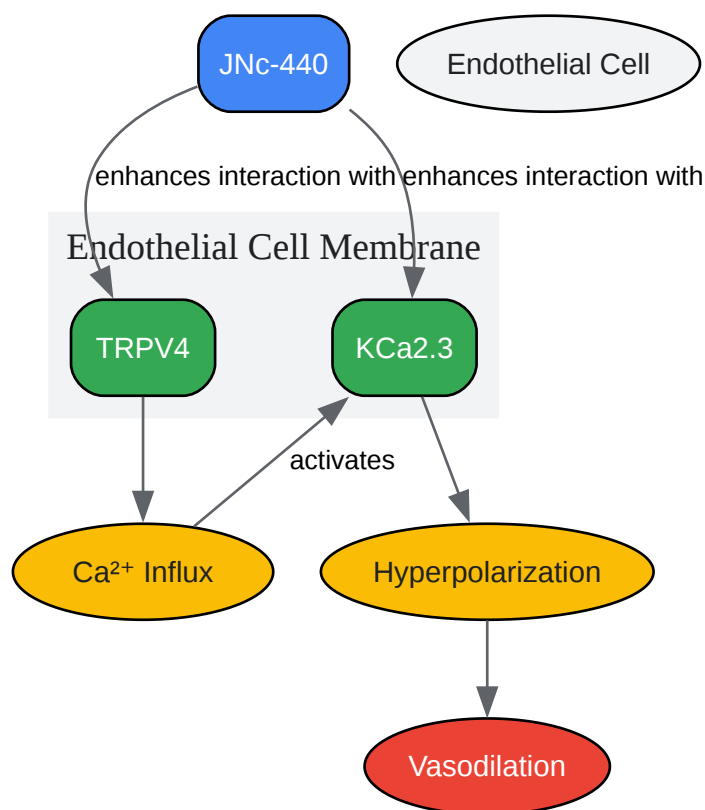 JNc-440
Endothelial Cell
enhances interaction with
enhances interaction with
Endothelial Cell Membrane
TRPV4
KCa2.3
activates
Ca²⁺ Influx
Hyperpolarization
Vasodilation